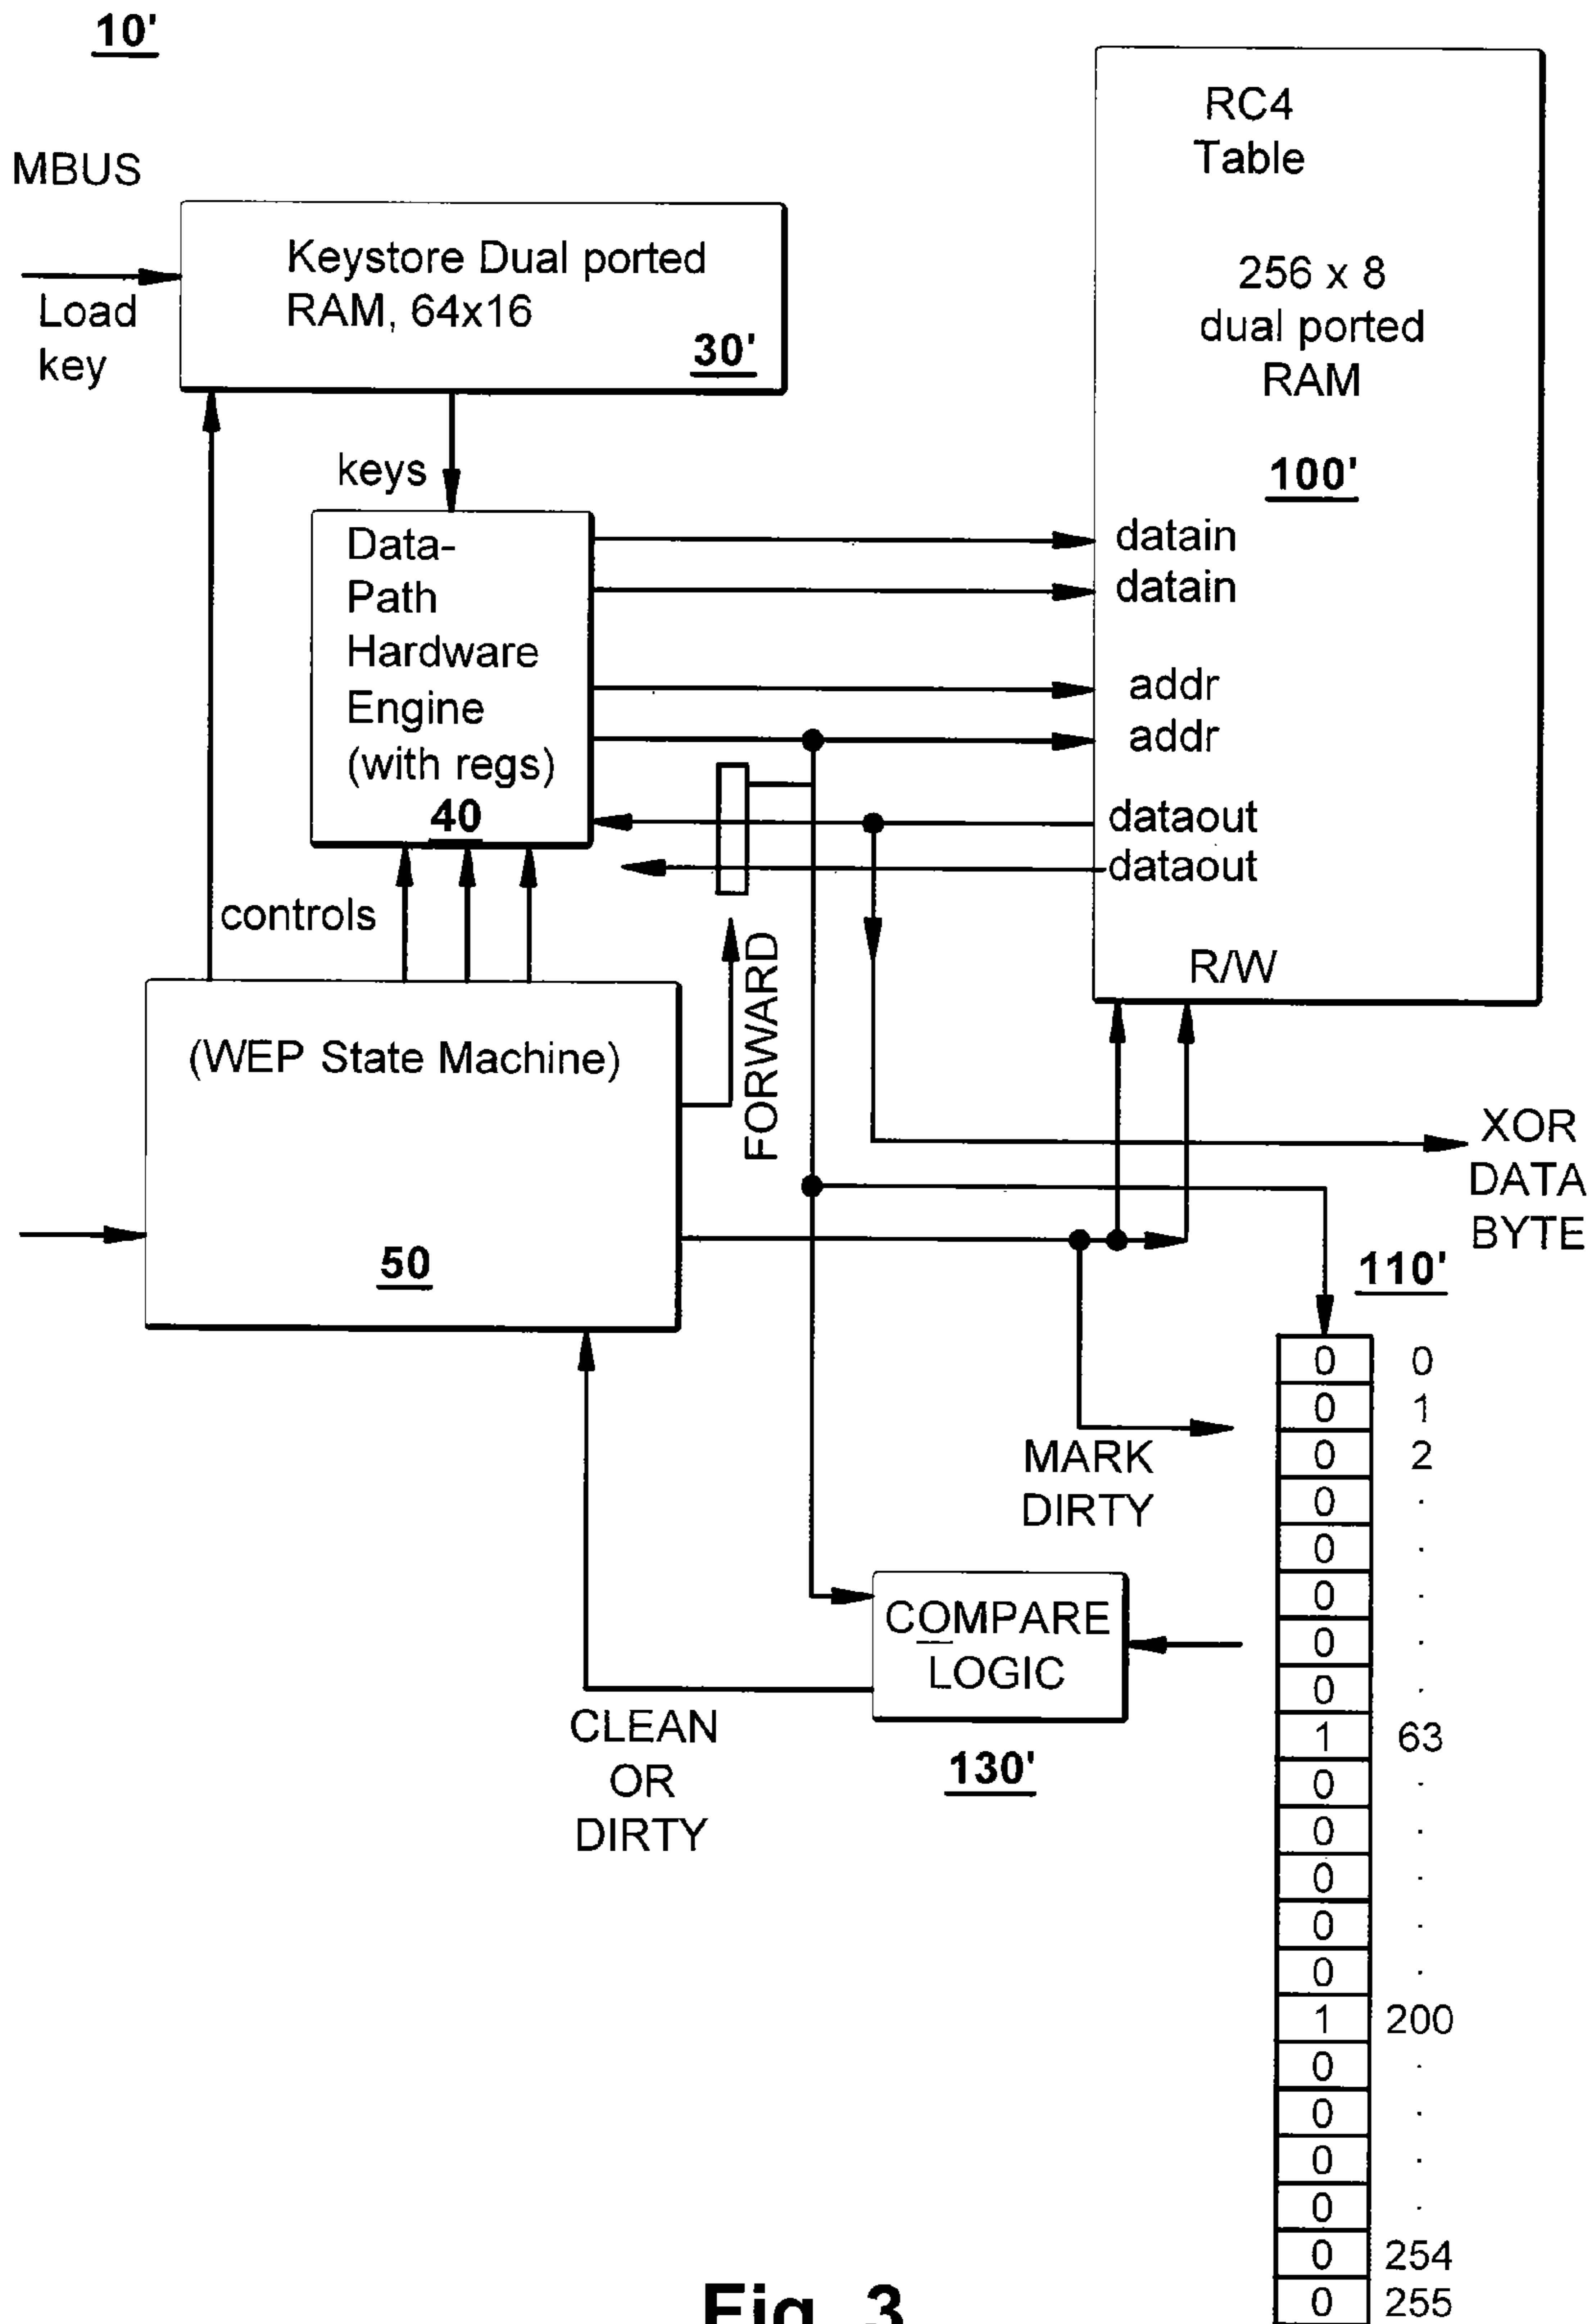 10'
MBUS
Load
key
Keystore Dual ported
RAM, 64x16
30'
RC4
Table
256 x 8
dual ported
RAM
100'
keys
Data-
Path
Hardware
Engine
(with regs)
40
datain
datain
addr
addr
dataout
dataout
R/W
controls
FORWARD
(WEP State Machine)
50
XOR
DATA
BYTE
110'
MARK
DIRTY
COMPARE
LOGIC
130'
CLEAN
OR
DIRTY
0 0
0 1
0 2
0 .
0 .
0 .
0 .
0 .
1 63
0 .
0 .
0 .
0 .
0 .
1 200
0 .
0 .
0 .
0 .
0 254
0 255
Fig. 3